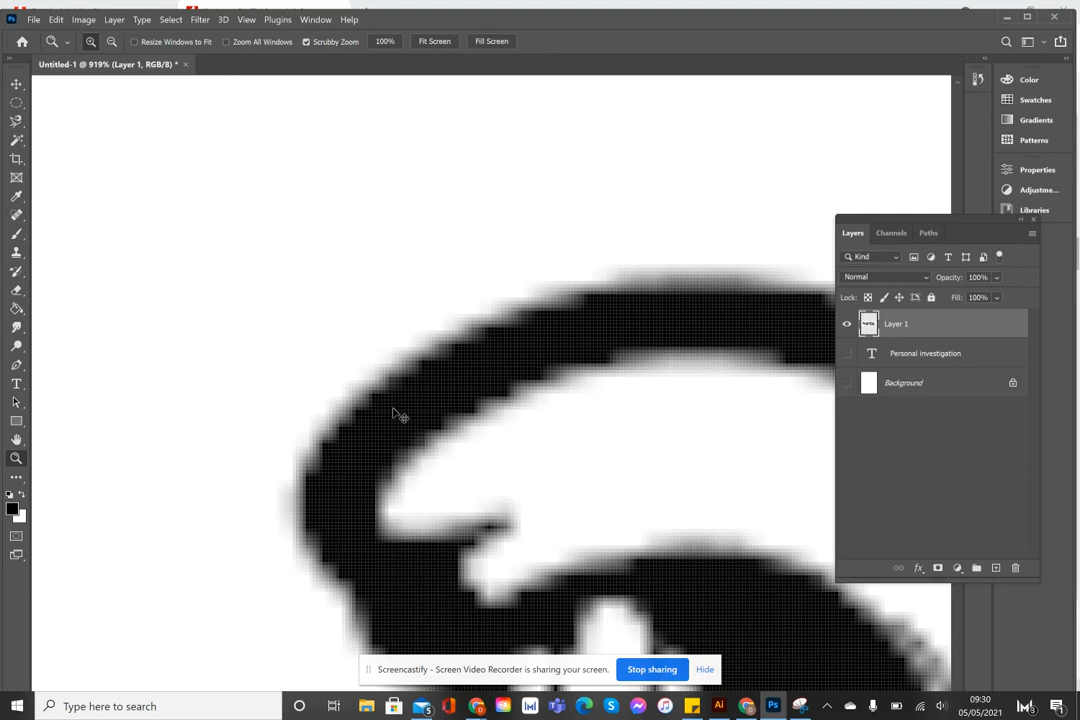 File Edit Image Layer Type Select Filter 3D View Plugins Window Help
Resize Windows to Fit Zoom All Windows Scrubby Zoom 100% Fit Screen Fill Screen
Untitled-1 @ 919% (Layer 1, RGB/8) *
Color
Swatches
Gradients
Patterns
Properties
Adjustme...
Libraries
Layers Channels Paths
Kind
Normal Opacity: 100%
Lock: Fill: 100%
Layer 1
Personal investigation
Background
Screencastify - Screen Video Recorder is sharing your screen. Stop sharing Hide
Type here to search
09:30
05/05/2021